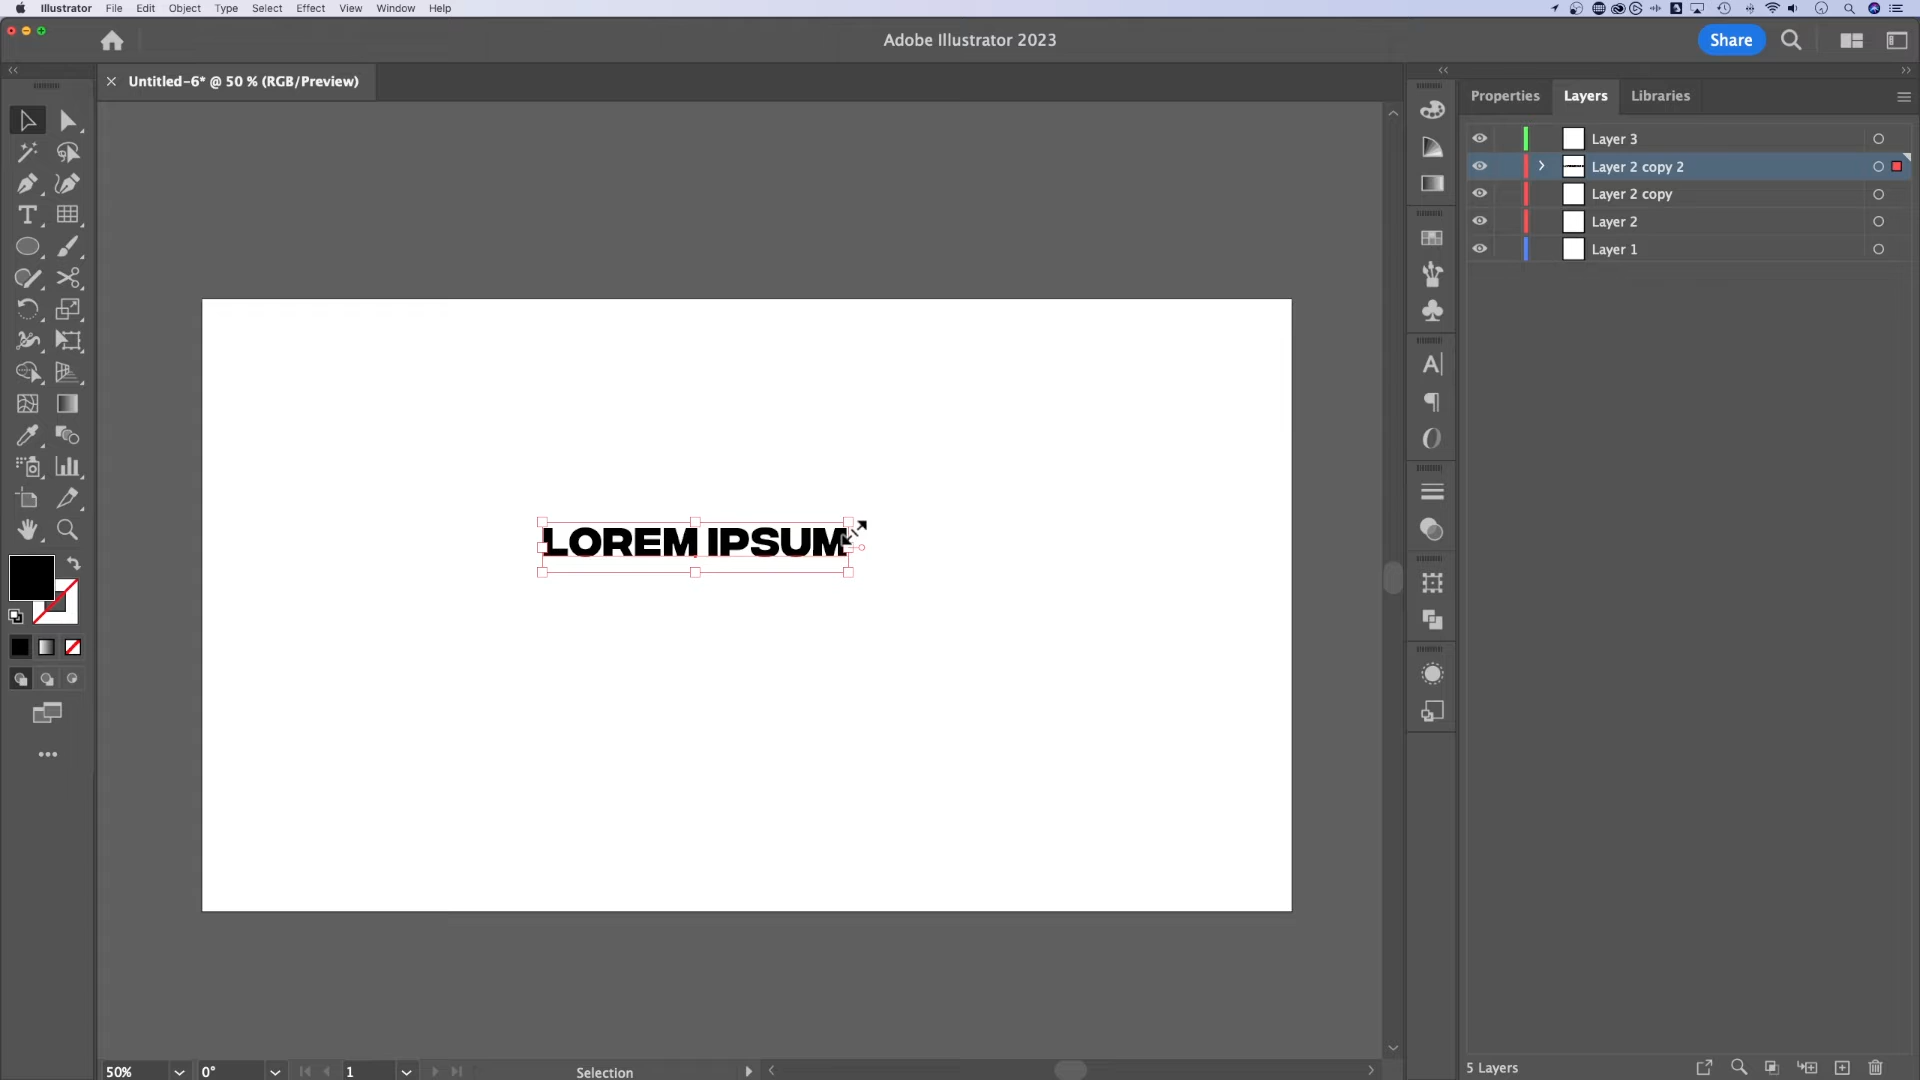 Illustrator File Edit Object Type Select Effect View Window Help
Adobe Illustrator 2023
Share
Untitled-6* @ 50 % (RGB/Preview)
Properties Layers Libraries
Layer 3
Layer 2 copy 2
Layer 2 copy
Layer 2
Layer 1
LOREM IPSUM
50% 0° 1 Selection
5 Layers